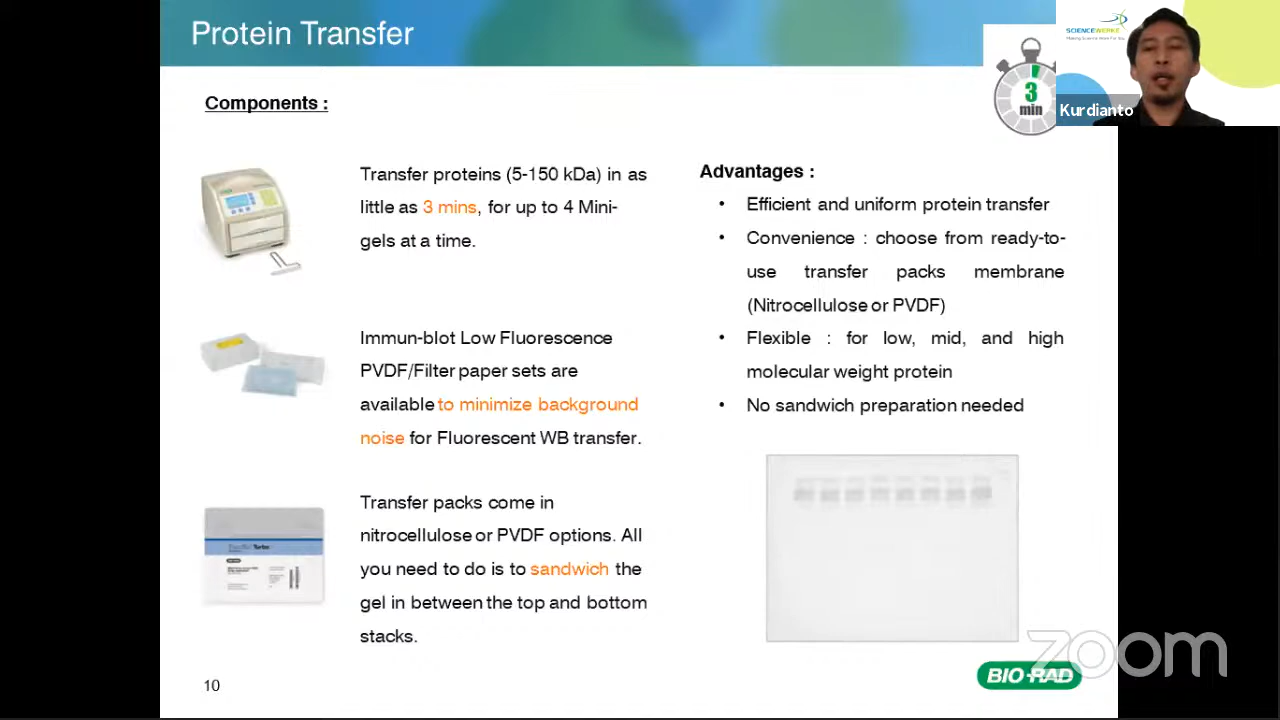 Protein Transfer
SCIENCEWERKE
Making Science Work For You
3
min
Kurdianto
Components :
Transfer proteins (5-150 kDa) in as
little as 3 mins, for up to 4 Mini-
gels at a time.
Immun-blot Low Fluorescence
PVDF/Filter paper sets are
available to minimize background
noise for Fluorescent WB transfer.
Transfer packs come in
nitrocellulose or PVDF options. All
you need to do is to sandwich the
gel in between the top and bottom
stacks.
Advantages :
• Efficient and uniform protein transfer
• Convenience : choose from ready-to-
use transfer packs membrane
(Nitrocellulose or PVDF)
• Flexible : for low, mid, and high
molecular weight protein
• No sandwich preparation needed
zoom
BIO-RAD
10